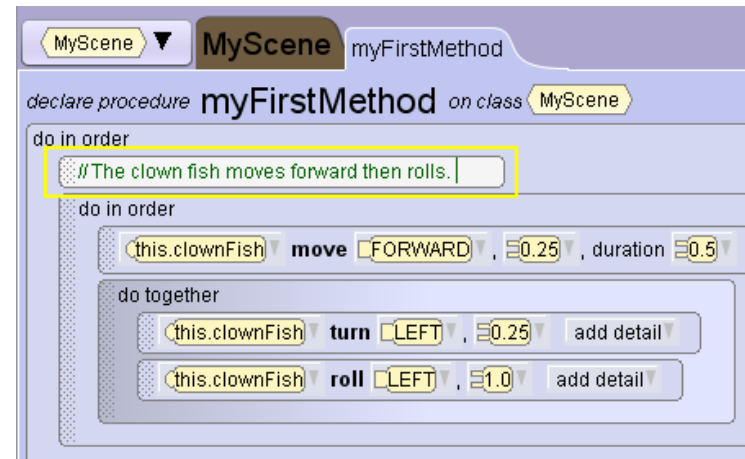 MyScene MyScene myFirstMethod
declare procedure myFirstMethod on class MyScene
do in order
//The clown fish moves forward then rolls.
do in order
this.clownFish move FORWARD , 0.25 , duration 0.5
do together
this.clownFish turn LEFT , 0.25 add detail
this.clownFish roll LEFT , 1.0 add detail